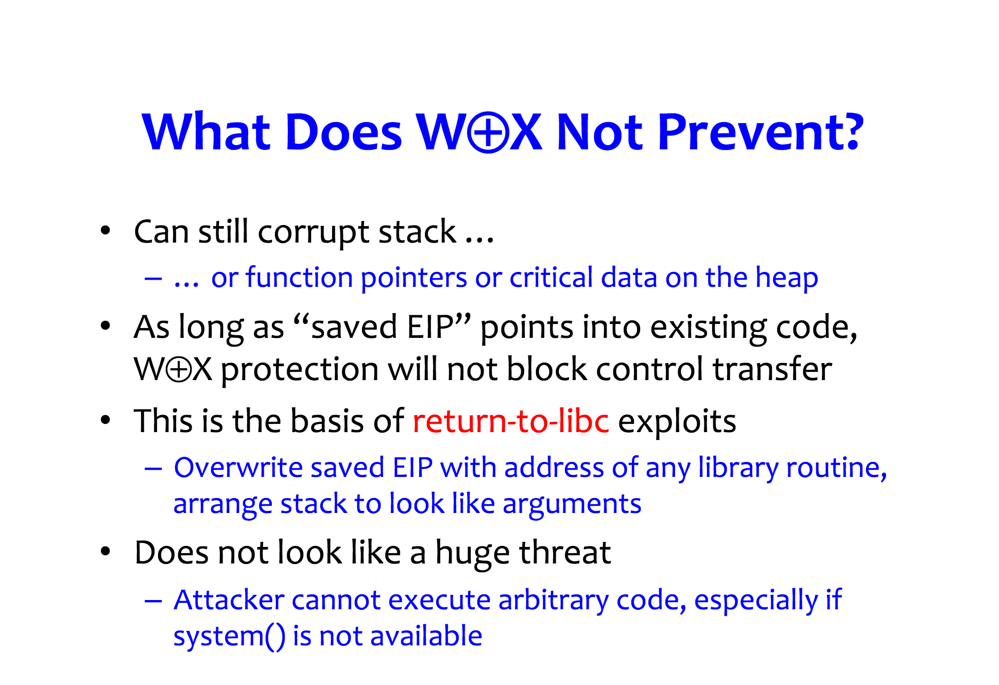 What Does W⊕X Not Prevent?
• Can still corrupt stack …
– … or function pointers or critical data on the heap
• As long as “saved EIP” points into existing code,
W⊕X protection will not block control transfer
• This is the basis of return-to-libc exploits
– Overwrite saved EIP with address of any library routine,
arrange stack to look like arguments
• Does not look like a huge threat
– Attacker cannot execute arbitrary code, especially if
system() is not available